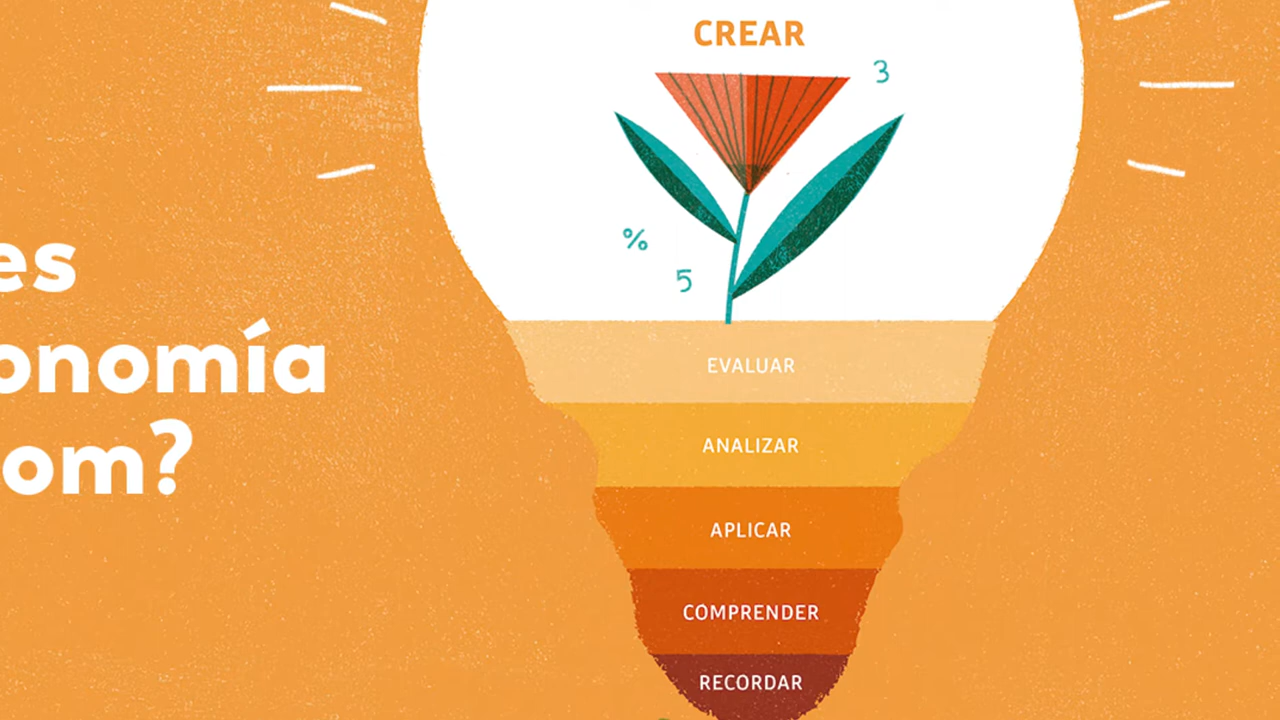 CREAR
3
%
5
es
onomía
om?
EVALUAR
ANALIZAR
APLICAR
COMPRENDER
RECORDAR